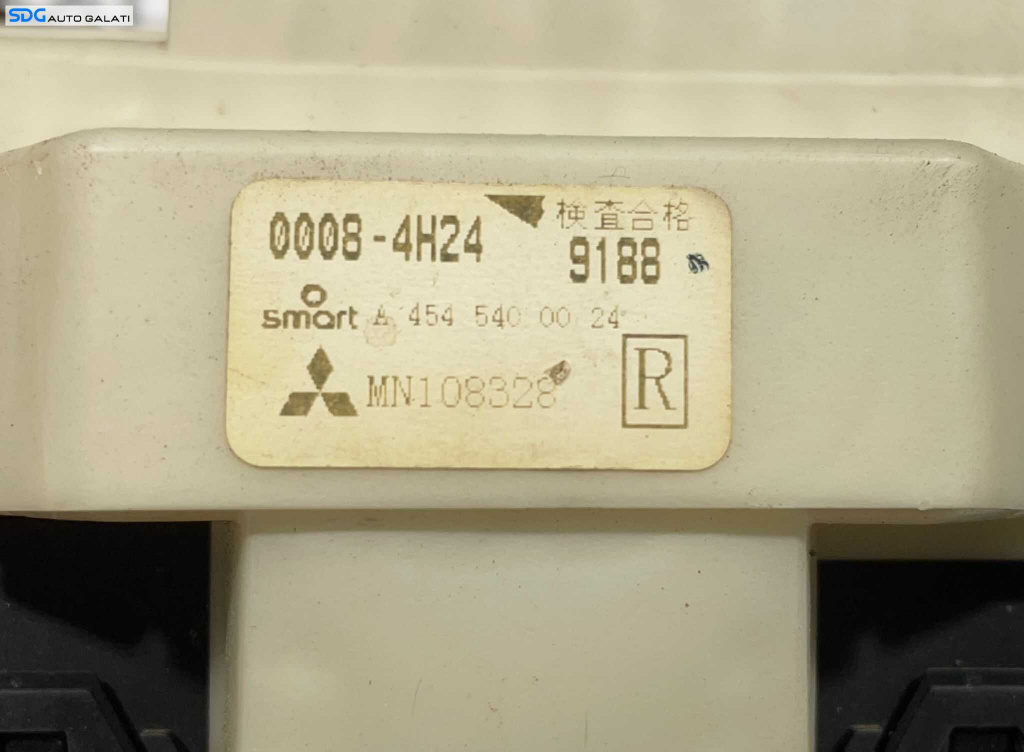 SDG AUTO GALATI
検査合格
0008-4H24 9188
smart A 454 540 00 24
MN108328 R